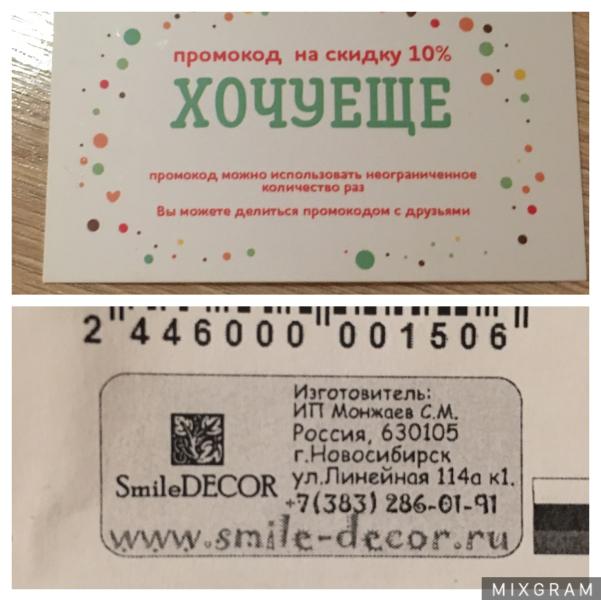 промокод на скидку 10%
ХОЧУЕЩЕ
промокод можно использовать неограниченное
количество раз
Вы можете делиться промокодом с друзьями
2 446000 001506
Изготовитель:
ИП Монжаев С.М.
Россия, 630105
г.Новосибирск
ул.Линейная 114а к1.
+7(383) 286-01-91
SmileDECOR
www.smile-decor.ru
MIXGRAM